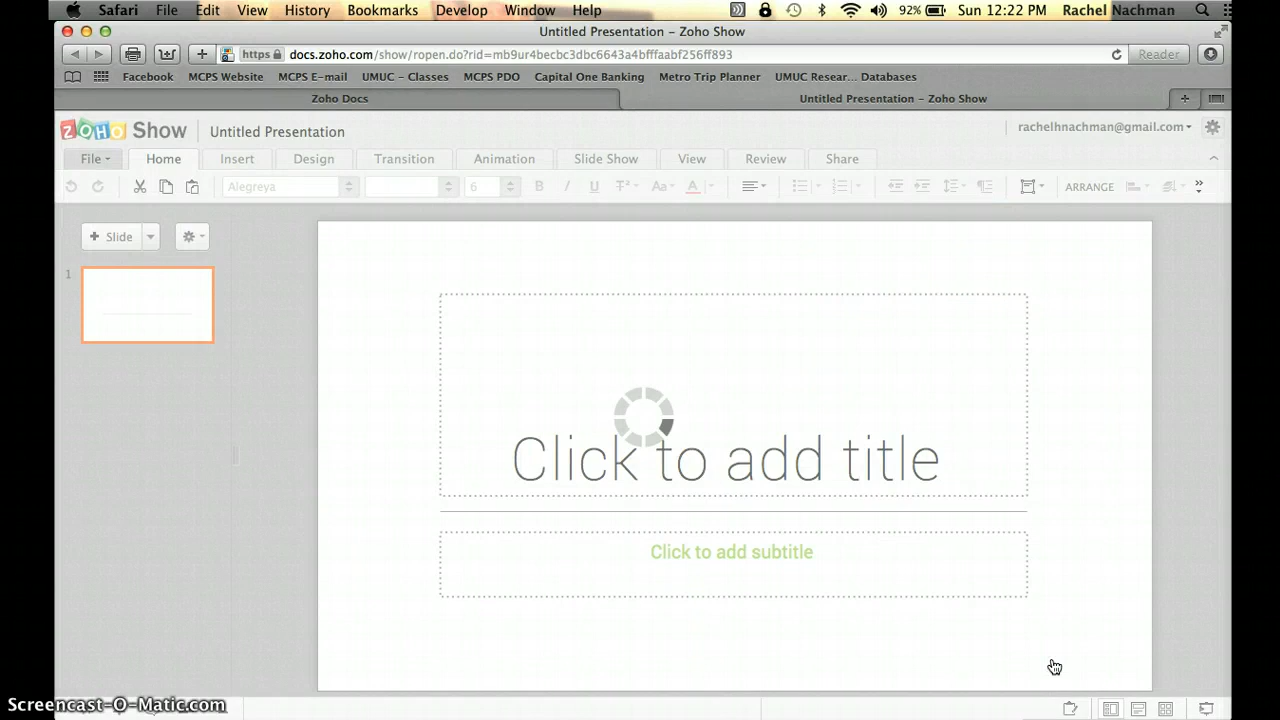 Safari File Edit View History Bookmarks Develop Window Help 92% Sun 12:22 PM Rachel Nachman
Untitled Presentation – Zoho Show
https docs.zoho.com/show/ropen.do?rid=mb9ur4becbc3dbc6643a4bfffaabf256ff893 Reader
Facebook MCPS Website MCPS E-mail UMUC – Classes MCPS PDO Capital One Banking Metro Trip Planner UMUC Resear... Databases
Zoho Docs Untitled Presentation – Zoho Show
ZOHO Show Untitled Presentation rachelhnachman@gmail.com
File Home Insert Design Transition Animation Slide Show View Review Share
Alegreya 6 B I U T² Aa A ARRANGE
+ Slide
1
Click to add title
Click to add subtitle
Screencast-O-Matic.com